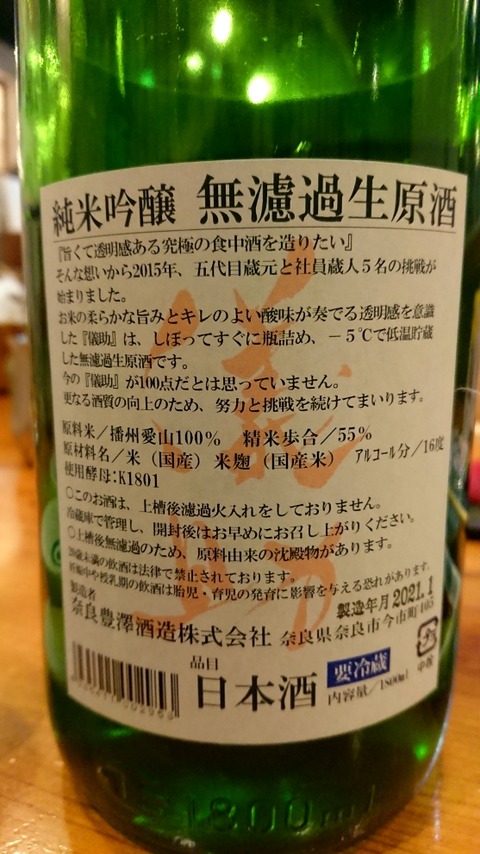 純米吟醸 無濾過生原酒
『旨くて透明感ある究極の食中酒を造りたい』
そんな想いから2015年、五代目蔵元と社員蔵人5名の挑戦が
始まりました。
お米の柔らかな旨みとキレのよい酸味が奏でる透明感を意識
した『儀助』は、しぼってすぐに瓶詰め、－5℃で低温貯蔵
した無濾過生原酒です。
今の『儀助』が100点だとは思っていません。
更なる酒質の向上のため、努力と挑戦を続けてまいります。
原料米／播州愛山100% 精米歩合／55%
原材料名／米（国産）米麹（国産米） アルコール分／16度
使用酵母:K1801
○このお酒は、上槽後濾過火入れをしておりません。
冷蔵庫で管理し、開封後はお早めにお召し上がりください。
○上槽後無濾過のため、原料由来の沈殿物があります。
20歳未満の飲酒は法律で禁止されております。
妊娠中や授乳期の飲酒は胎児・育児の発育に影響を与える恐れがあります。
製造者 製造年月 2021.1
奈良豊澤酒造株式会社 奈良県奈良市今市町405
品目
日本酒
要冷蔵
内容量／1800ml
中栓
儀助
1800ml